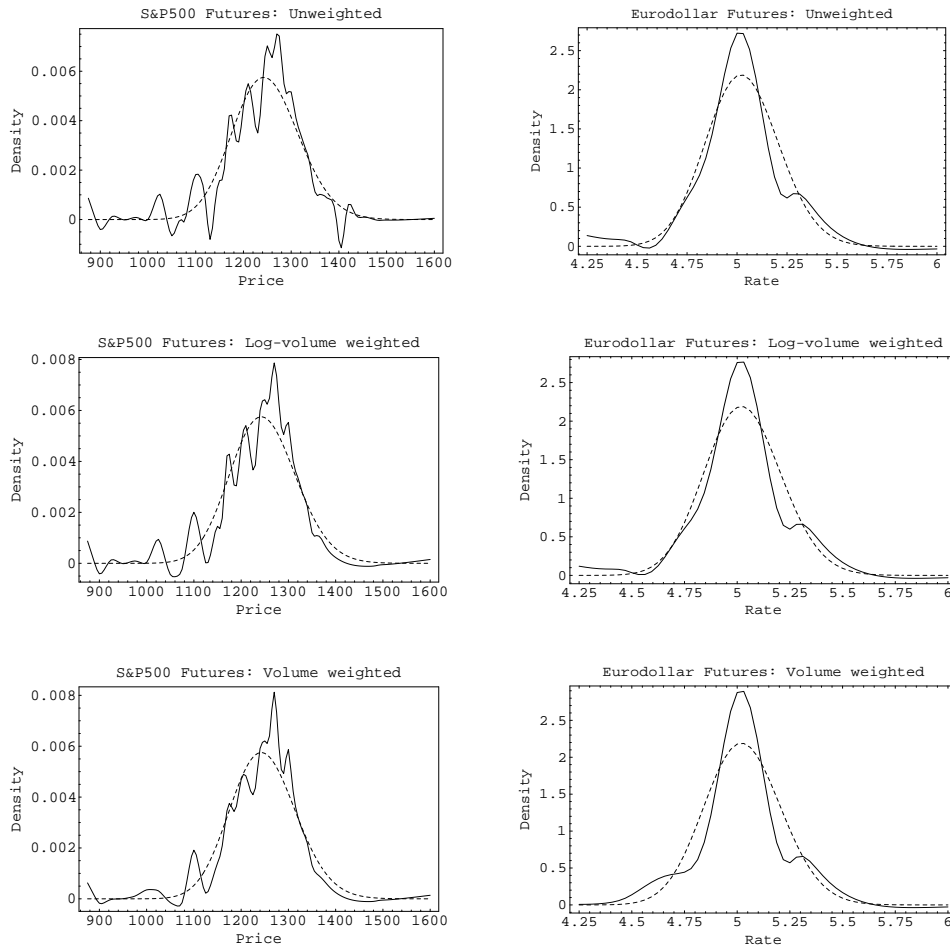 S&P500 Futures: Unweighted
Density
0.006
0.004
0.002
0
900 1000 1100 1200 1300 1400 1500 1600
Price
Eurodollar Futures: Unweighted
Density
2.5
2
1.5
1
0.5
0
4.25 4.5 4.75 5 5.25 5.5 5.75 6
Rate
S&P500 Futures: Log-volume weighted
Density
0.008
0.006
0.004
0.002
0
900 1000 1100 1200 1300 1400 1500 1600
Price
Eurodollar Futures: Log-volume weighted
Density
2.5
2
1.5
1
0.5
0
4.25 4.5 4.75 5 5.25 5.5 5.75 6
Rate
S&P500 Futures: Volume weighted
Density
0.008
0.006
0.004
0.002
0
900 1000 1100 1200 1300 1400 1500 1600
Price
Eurodollar Futures: Volume weighted
Density
2.5
2
1.5
1
0.5
0
4.25 4.5 4.75 5 5.25 5.5 5.75 6
Rate